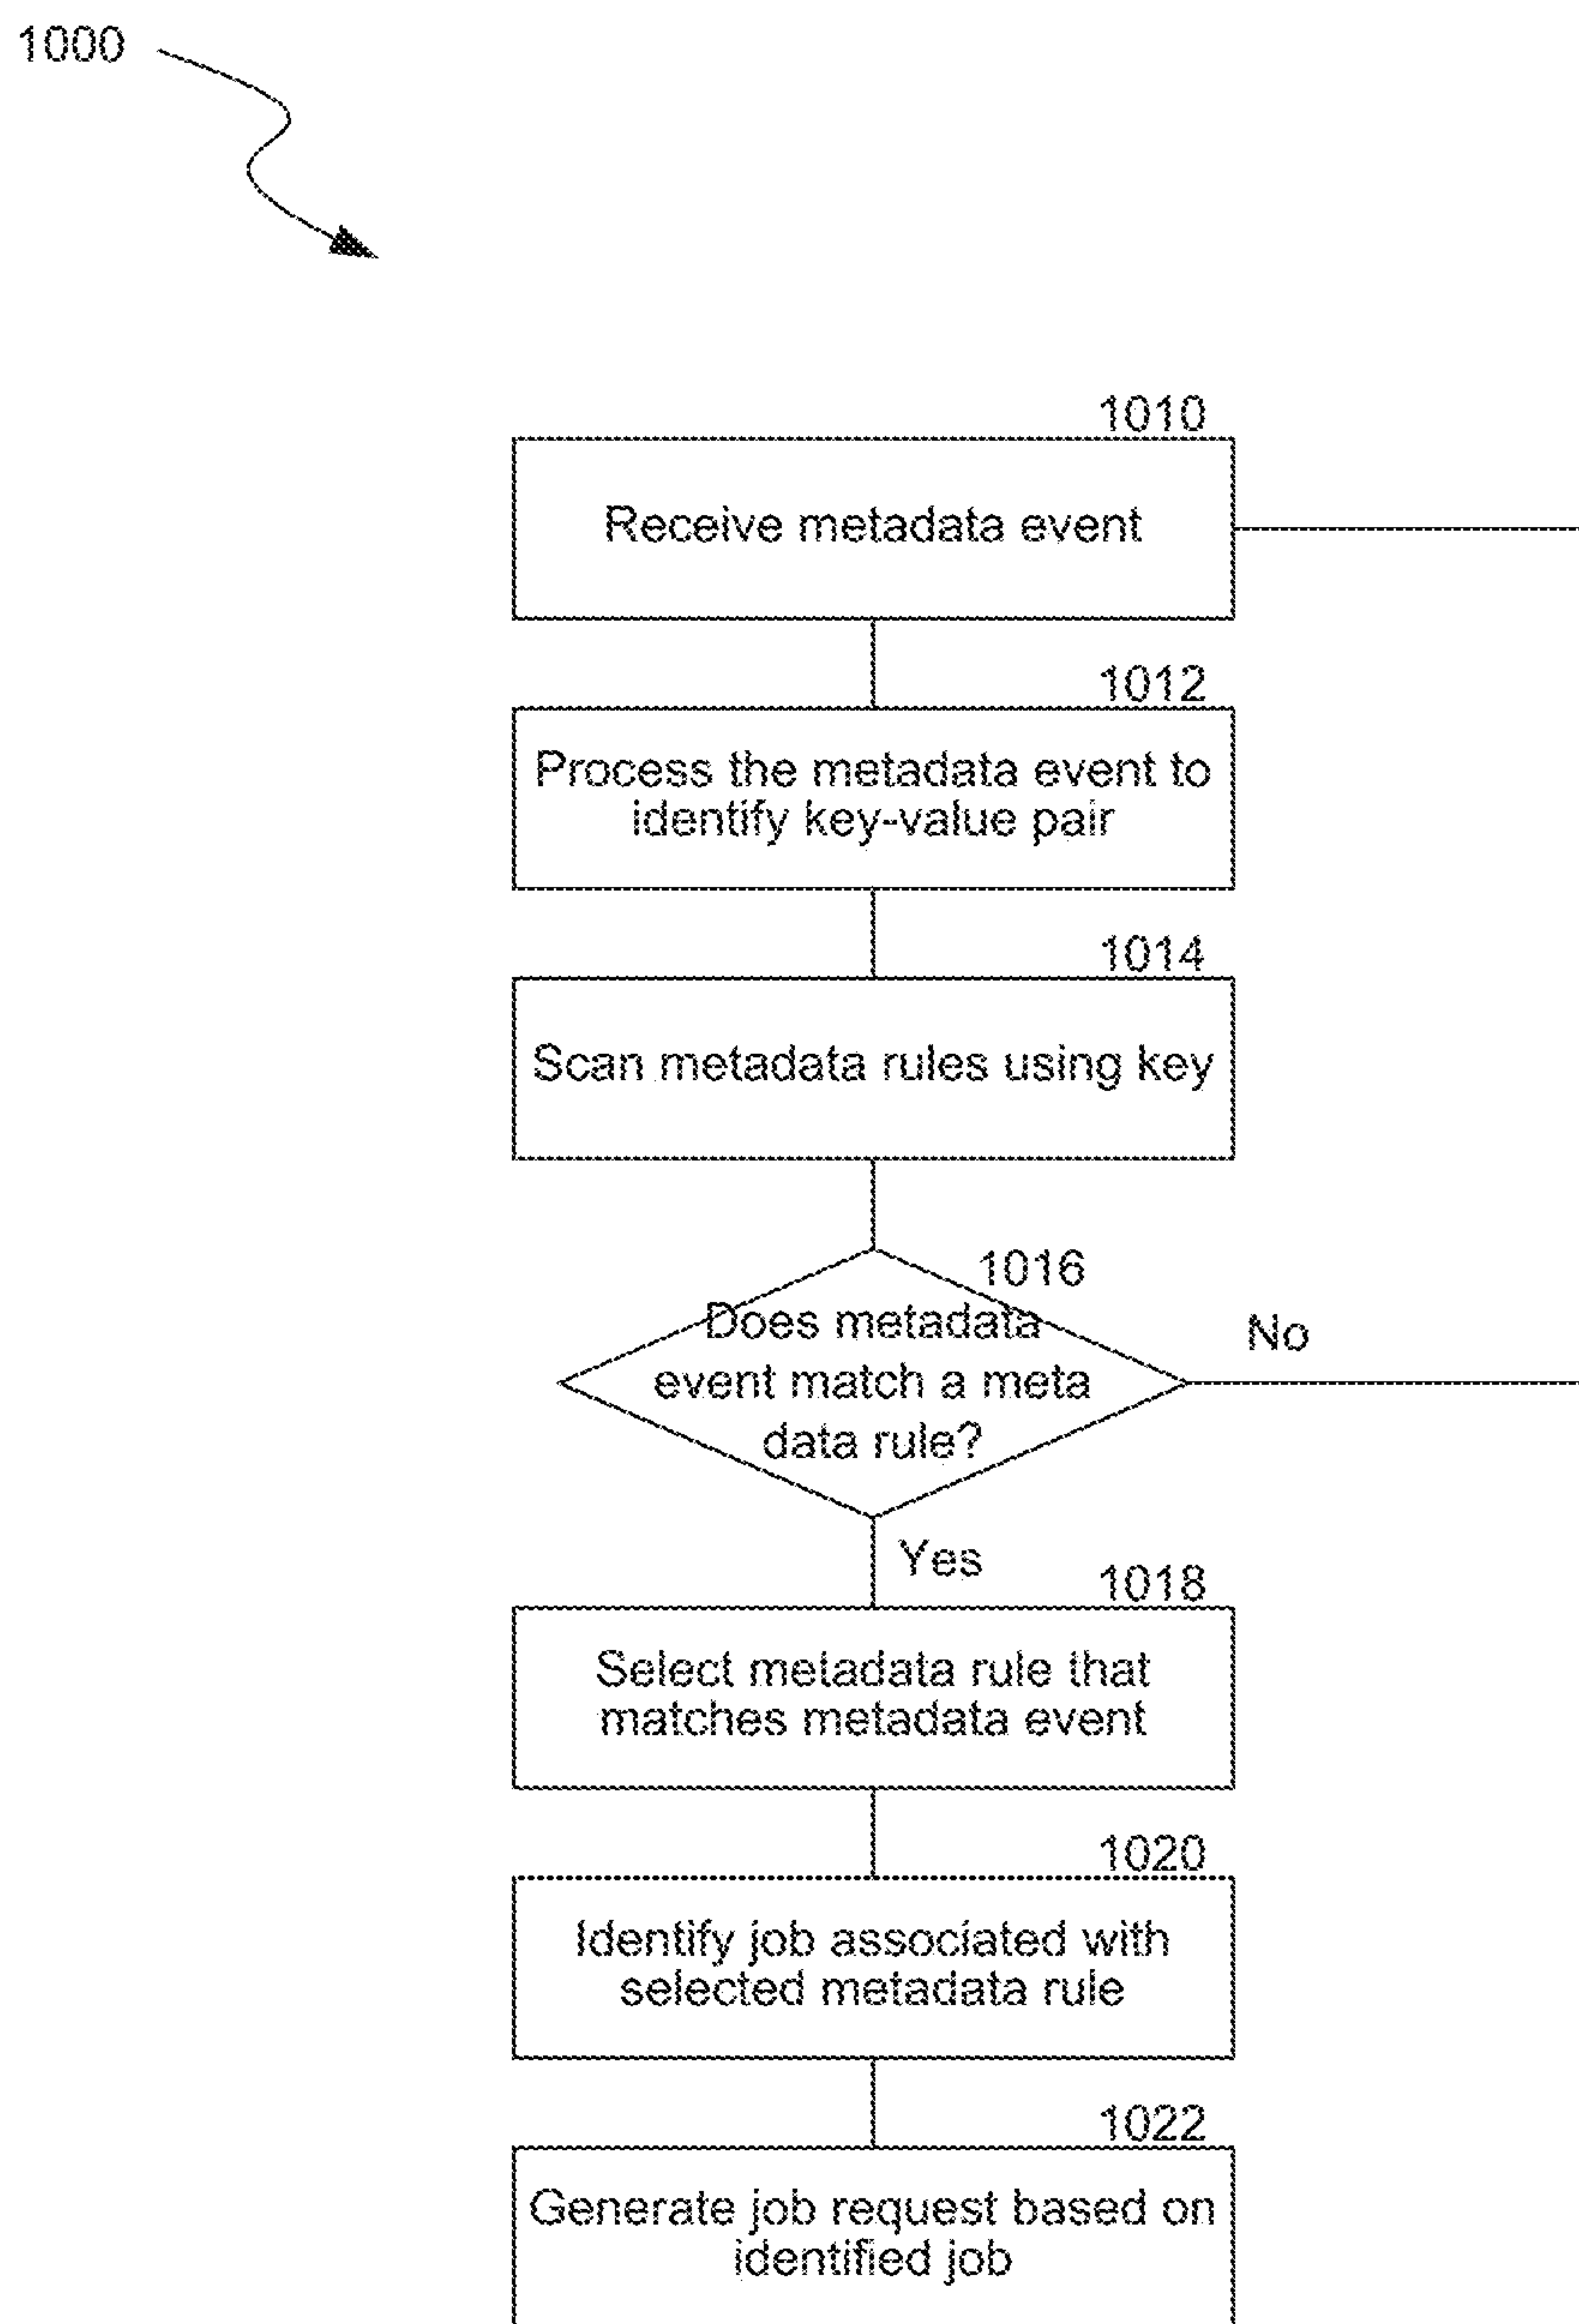 1000
1010
Receive metadata event
1012
Process the metadata event to
identify key-value pair
1014
Scan metadata rules using key
1016
Does metadata
event match a meta
data rule?
No
Yes
1018
Select metadata rule that
matches metadata event
1020
Identify job associated with
selected metadata rule
1022
Generate job request based on
identified job